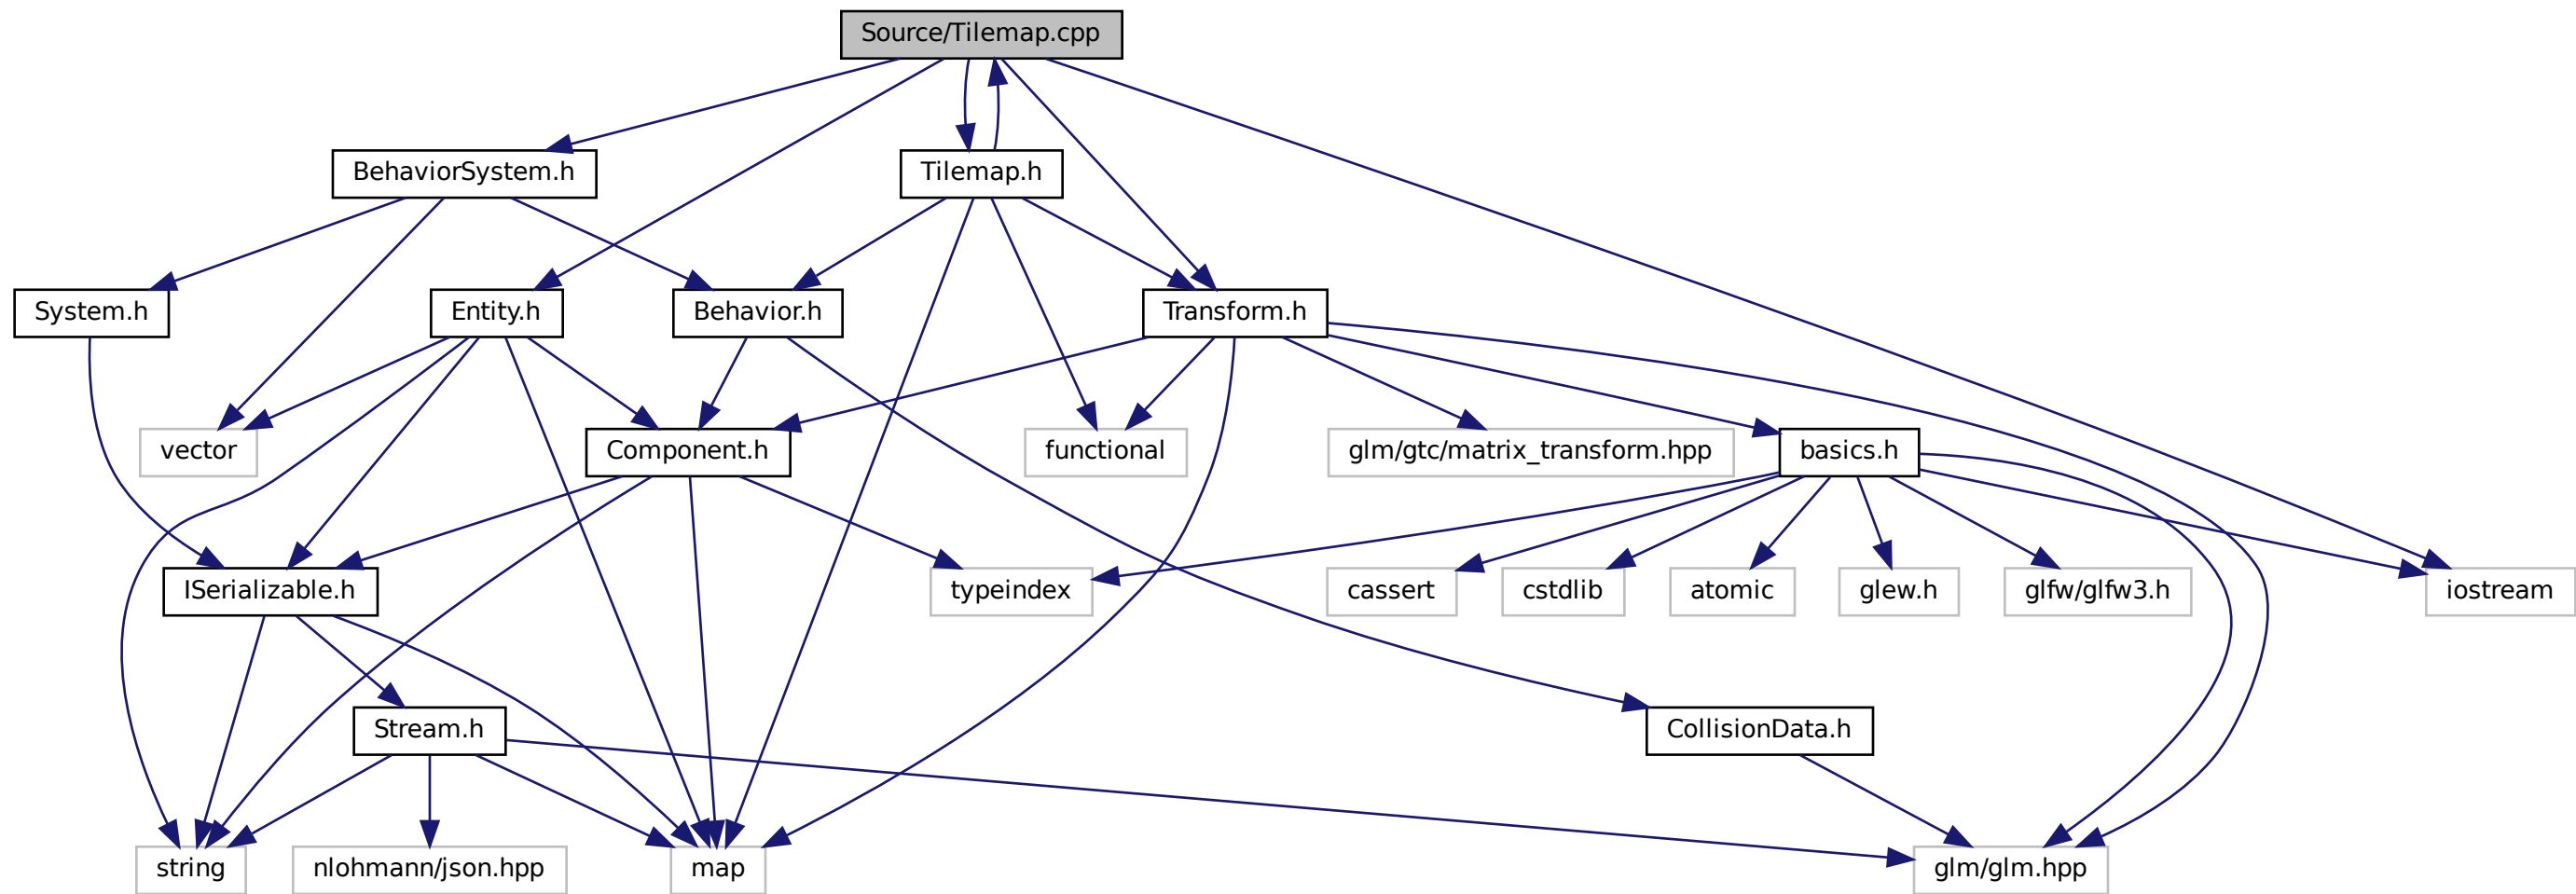 Source/Tilemap.cpp
BehaviorSystem.h
Tilemap.h
System.h
Entity.h
Behavior.h
Transform.h
vector
Component.h
functional
glm/gtc/matrix_transform.hpp
basics.h
ISerializable.h
typeindex
cassert
cstdlib
atomic
glew.h
glfw/glfw3.h
iostream
Stream.h
CollisionData.h
string
nlohmann/json.hpp
map
glm/glm.hpp